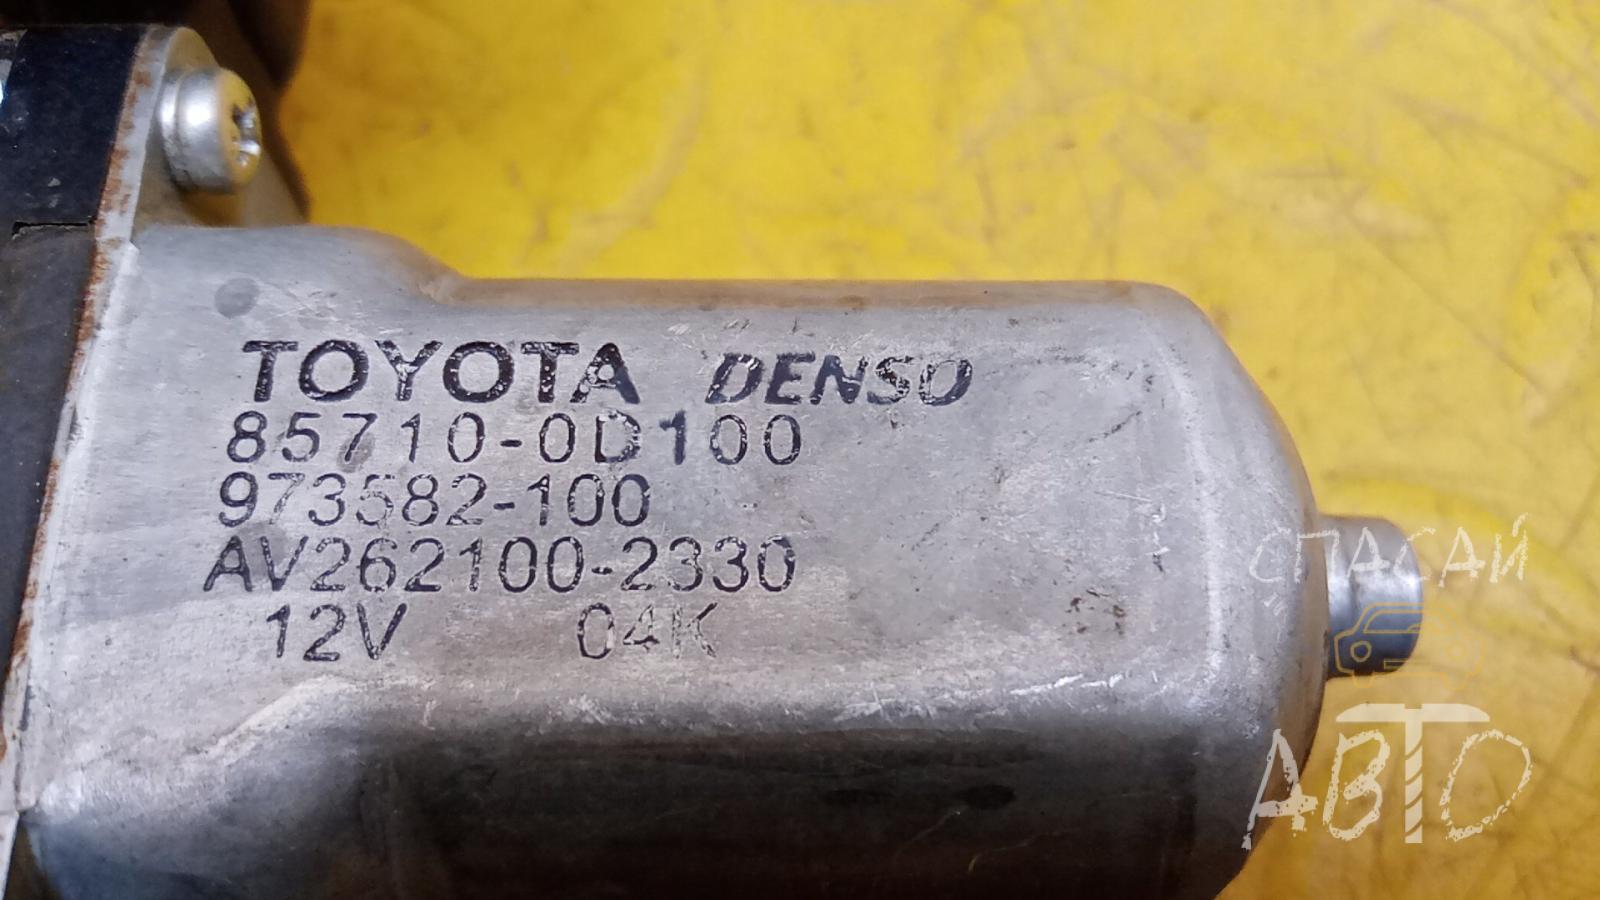 TOYOTA DENSO
85710-0D100
973582-100
AV262100-2330
12V 04K
СПАСАЙ
АВТО